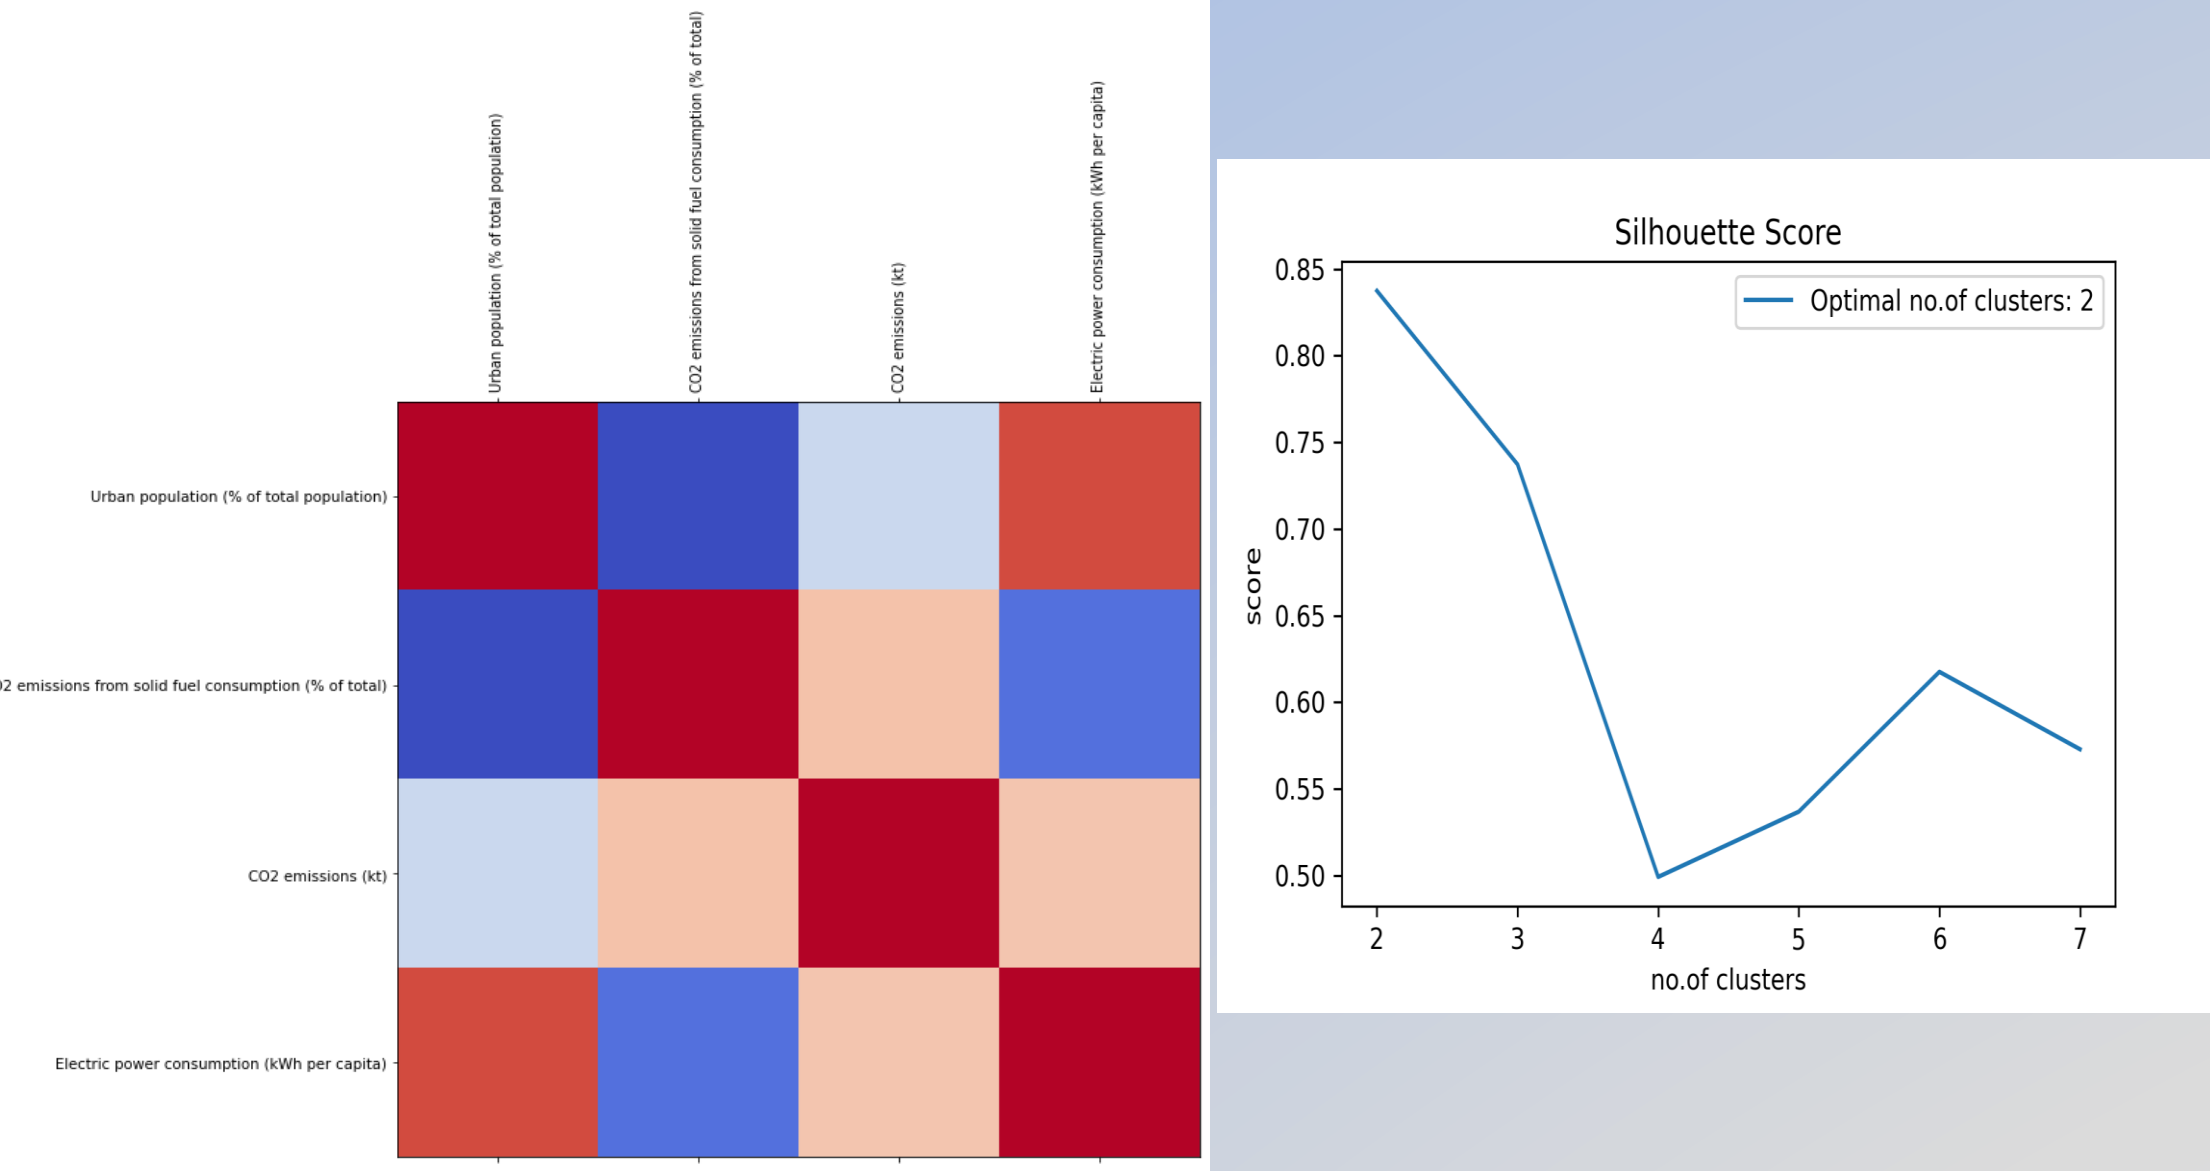 Urban population (% of total population)
CO2 emissions from solid fuel consumption (% of total)
CO2 emissions (kt)
Electric power consumption (kWh per capita)
Urban population (% of total population)
02 emissions from solid fuel consumption (% of total)
CO2 emissions (kt)
Electric power consumption (kWh per capita)
Silhouette Score
Optimal no.of clusters: 2
0.85
0.80
0.75
0.70
0.65
0.60
0.55
0.50
score
2 3 4 5 6 7
no.of clusters